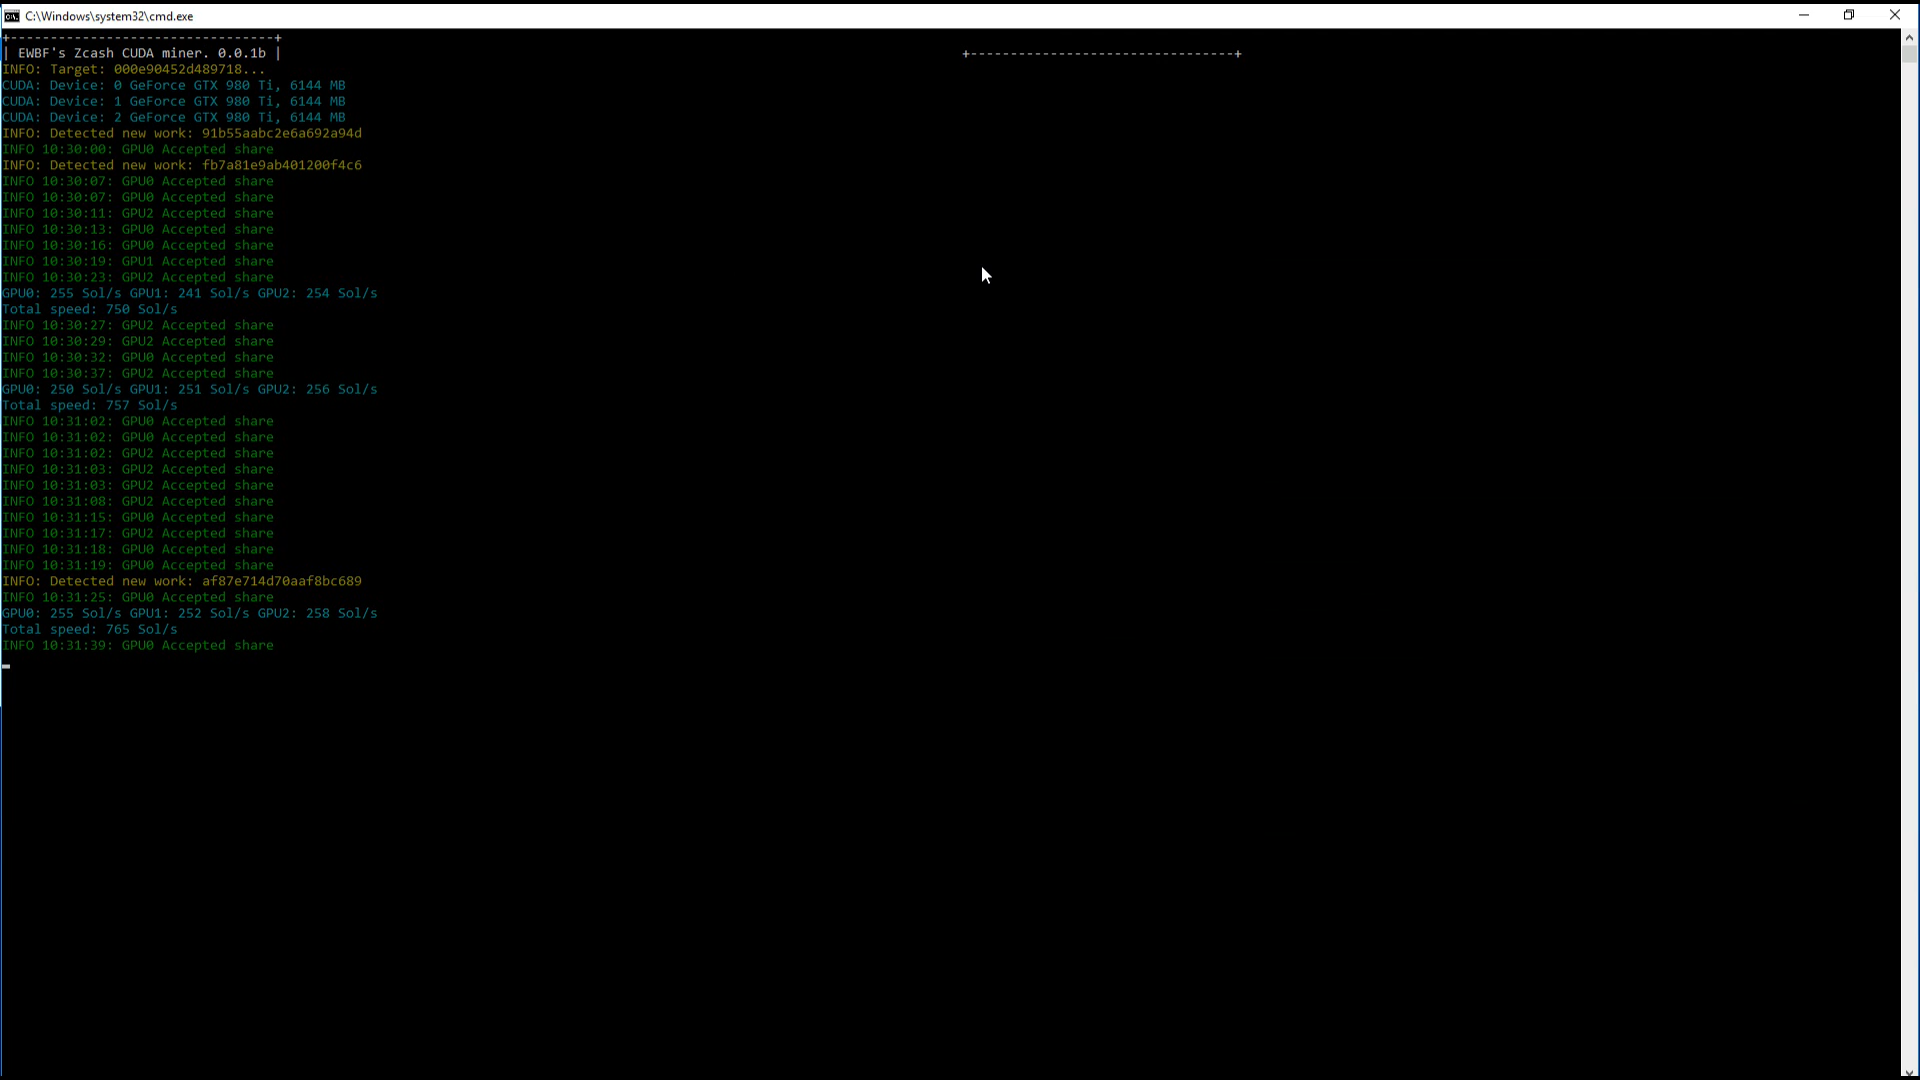 C:\Windows\system32\cmd.exe
+---------------------------------+
| EWBF's Zcash CUDA miner. 0.0.1b | +---------------------------------+
INFO: Target: 000e90452d489718...
CUDA: Device: 0 GeForce GTX 980 Ti, 6144 MB
CUDA: Device: 1 GeForce GTX 980 Ti, 6144 MB
CUDA: Device: 2 GeForce GTX 980 Ti, 6144 MB
INFO: Detected new work: 91b55aabc2e6a692a94d
INFO 10:30:00: GPU0 Accepted share
INFO: Detected new work: fb7a81e9ab401200f4c6
INFO 10:30:07: GPU0 Accepted share
INFO 10:30:07: GPU0 Accepted share
INFO 10:30:11: GPU2 Accepted share
INFO 10:30:13: GPU0 Accepted share
INFO 10:30:16: GPU0 Accepted share
INFO 10:30:19: GPU1 Accepted share
INFO 10:30:23: GPU2 Accepted share
GPU0: 255 Sol/s GPU1: 241 Sol/s GPU2: 254 Sol/s
Total speed: 750 Sol/s
INFO 10:30:27: GPU2 Accepted share
INFO 10:30:29: GPU2 Accepted share
INFO 10:30:32: GPU0 Accepted share
INFO 10:30:37: GPU2 Accepted share
GPU0: 250 Sol/s GPU1: 251 Sol/s GPU2: 256 Sol/s
Total speed: 757 Sol/s
INFO 10:31:02: GPU0 Accepted share
INFO 10:31:02: GPU0 Accepted share
INFO 10:31:02: GPU2 Accepted share
INFO 10:31:03: GPU2 Accepted share
INFO 10:31:03: GPU2 Accepted share
INFO 10:31:08: GPU2 Accepted share
INFO 10:31:15: GPU0 Accepted share
INFO 10:31:17: GPU2 Accepted share
INFO 10:31:18: GPU0 Accepted share
INFO 10:31:19: GPU0 Accepted share
INFO: Detected new work: af87e714d70aaf8bc689
INFO 10:31:25: GPU0 Accepted share
GPU0: 255 Sol/s GPU1: 252 Sol/s GPU2: 258 Sol/s
Total speed: 765 Sol/s
INFO 10:31:39: GPU0 Accepted share